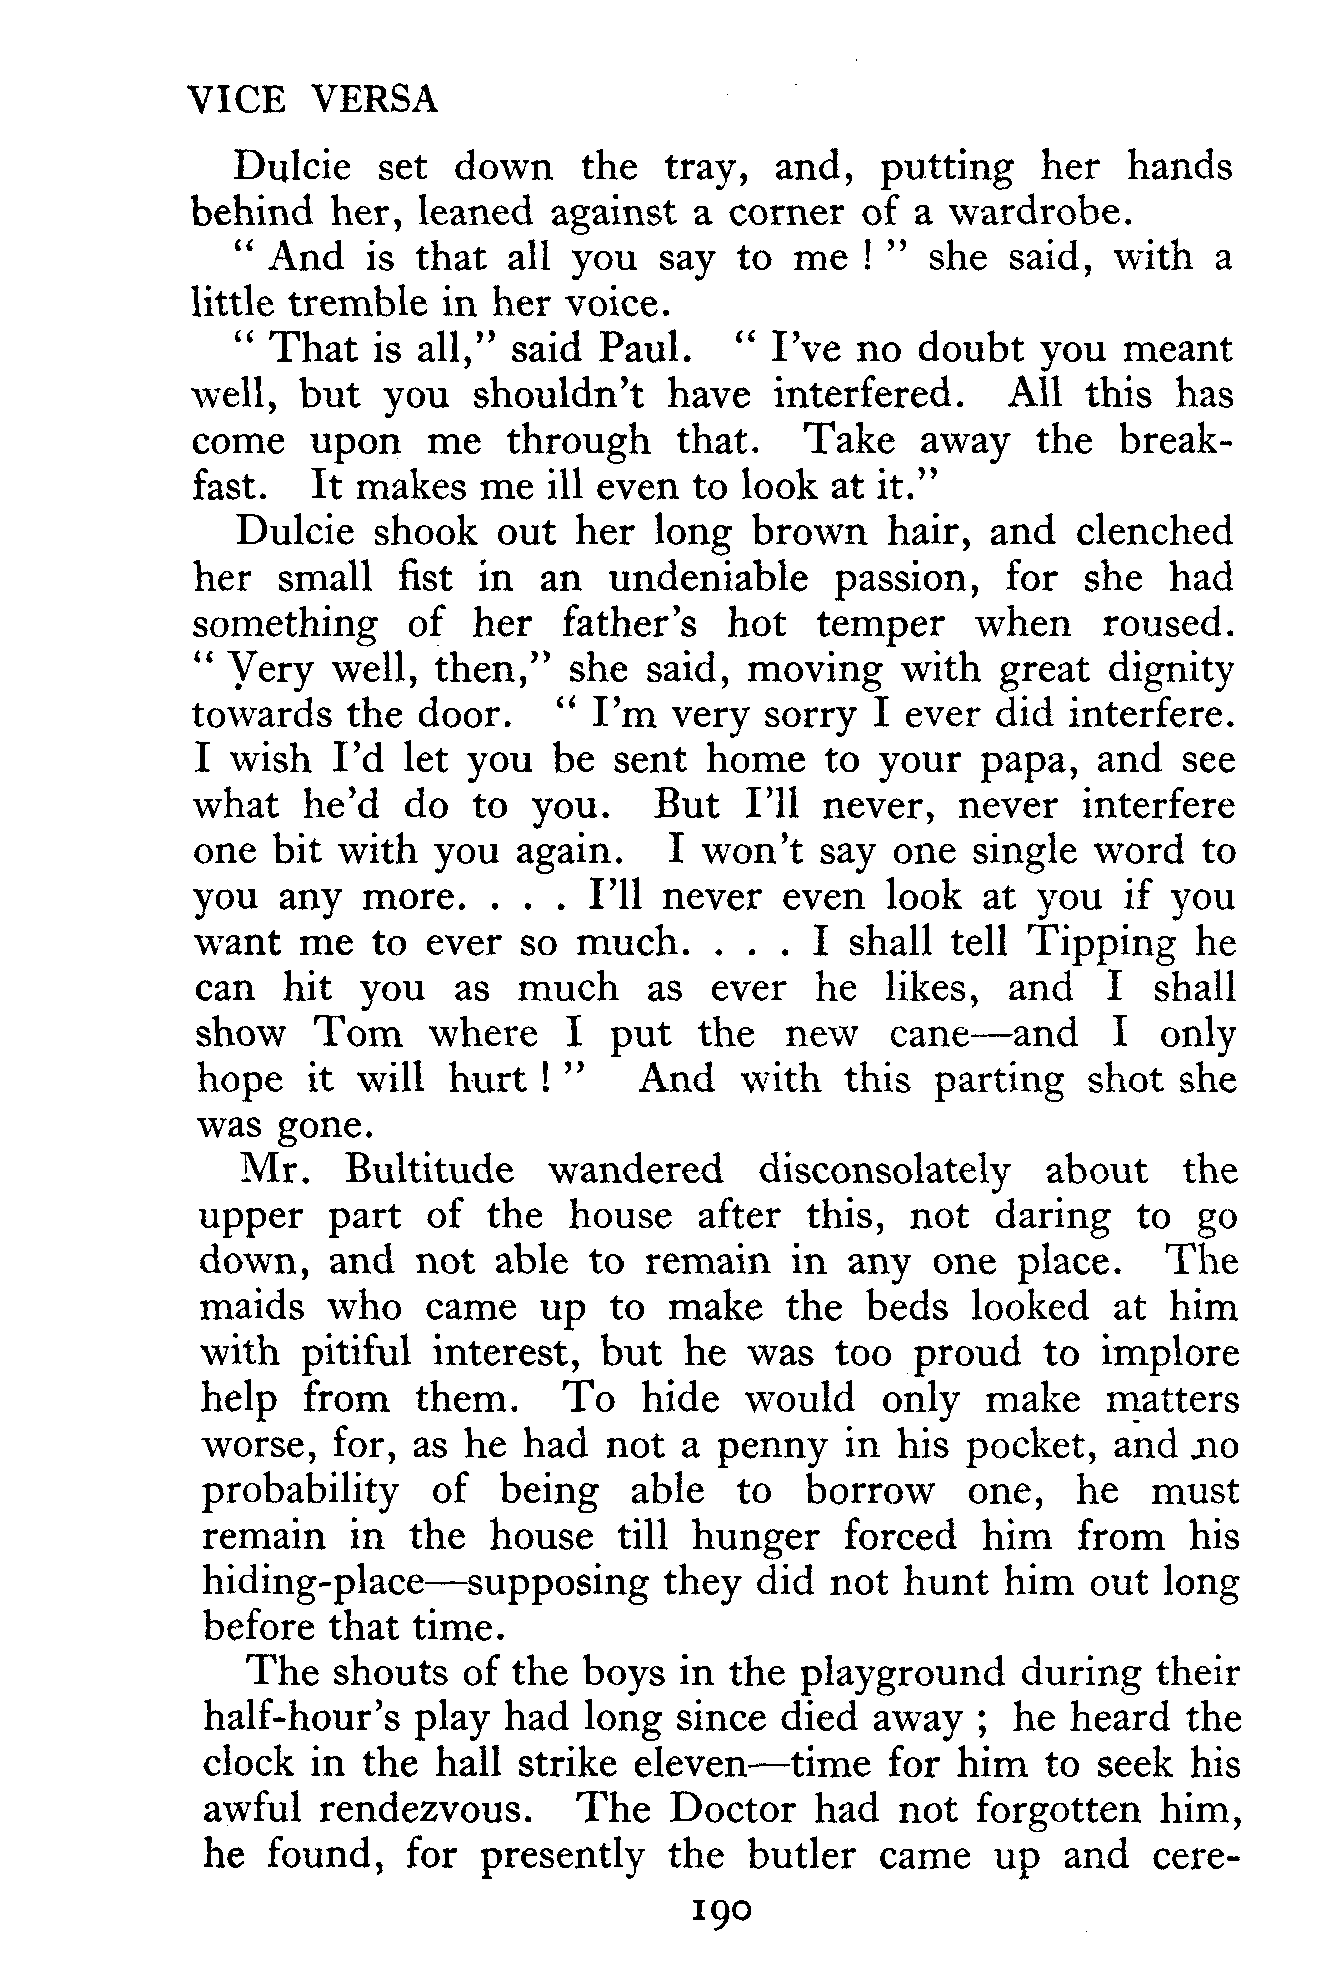 VICE VERSA
Dulcie set down the tray, and, putting her hands
behind her, leaned against a corner of a wardrobe.
“ And is that all you say to me ! ” she said, with a
little tremble in her voice.
“ That is all,” said Paul. “ I've no doubt you meant
well, but you shouldn't have interfered. All this has
come upon me through that. Take away the break-
fast. It makes me ill even to look at it.”
Dulcie shook out her long brown hair, and clenched
her small fist in an undeniable passion, for she had
something of her father's hot temper when roused.
“ Very well, then,” she said, moving with great dignity
towards the door. “ I'm very sorry I ever did interfere.
I wish I'd let you be sent home to your papa, and see
what he'd do to you. But I'll never, never interfere
one bit with you again. I won't say one single word to
you any more. . . . I'll never even look at you if you
want me to ever so much. . . . I shall tell Tipping he
can hit you as much as ever he likes, and I shall
show Tom where I put the new cane—and I only
hope it will hurt ! ” And with this parting shot she
was gone.
Mr. Bultitude wandered disconsolately about the
upper part of the house after this, not daring to go
down, and not able to remain in any one place. The
maids who came up to make the beds looked at him
with pitiful interest, but he was too proud to implore
help from them. To hide would only make matters
worse, for, as he had not a penny in his pocket, and no
probability of being able to borrow one, he must
remain in the house till hunger forced him from his
hiding-place—supposing they did not hunt him out long
before that time.
The shouts of the boys in the playground during their
half-hour's play had long since died away ; he heard the
clock in the hall strike eleven—time for him to seek his
awful rendezvous. The Doctor had not forgotten him,
he found, for presently the butler came up and cere-
190